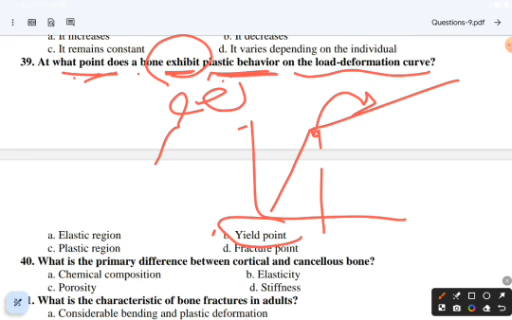 Questions-9.pdf
a. It increases
b. It decreases
c. It remains constant
d. It varies depending on the individual
39. At what point does a bone exhibit plastic behavior on the load-deformation curve?
a. Elastic region
Yield point
c. Plastic region
d. Fracture point
40. What is the primary difference between cortical and cancellous bone?
a. Chemical composition
b. Elasticity
c. Porosity
d. Stiffness
1. What is the characteristic of bone fractures in adults?
a. Considerable bending and plastic deformation